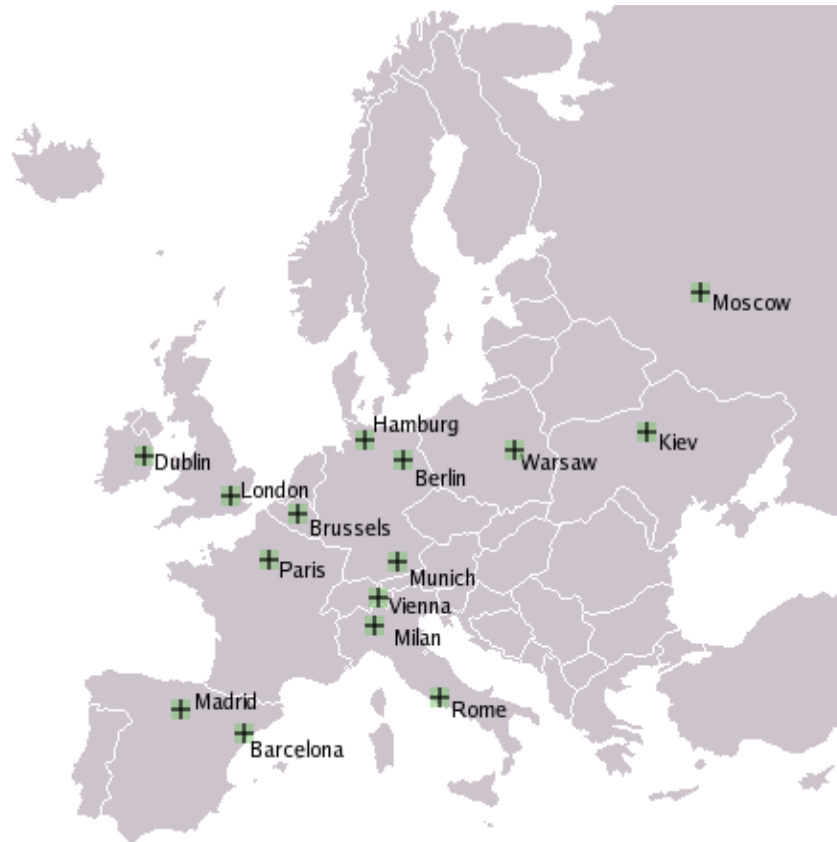 Moscow
Hamburg
Kiev
Dublin
Warsaw
Berlin
London
Brussels
Paris
Munich
Vienna
Milan
Madrid
Rome
Barcelona